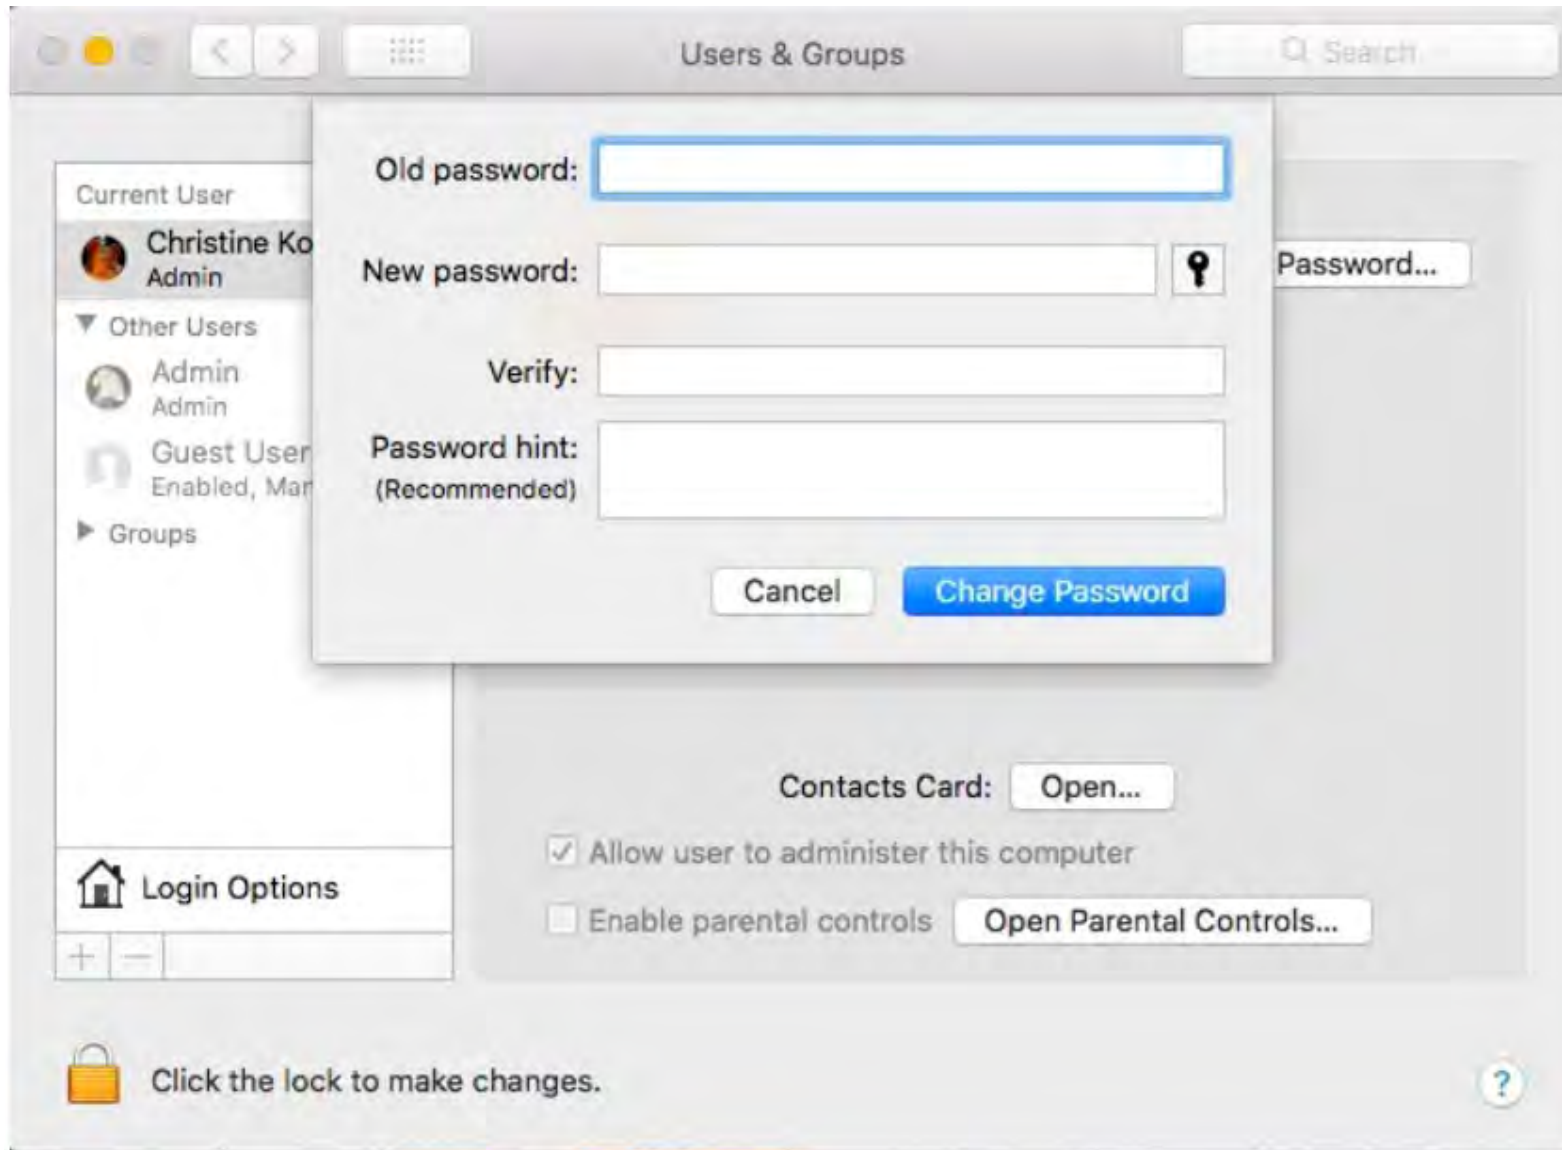 Users & Groups
Search
Old password:
New password:
Verify:
Password hint:
(Recommended)
Cancel
Change Password
Current User
Christine Ko
Admin
Other Users
Admin
Admin
Guest User
Enabled, Mar
Groups
Login Options
Password...
Contacts Card:
Open...
Allow user to administer this computer
Enable parental controls
Open Parental Controls...
Click the lock to make changes.
?